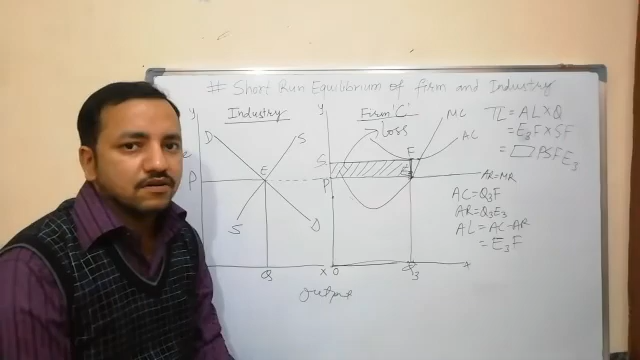 # Short Run Equilibrium of firm and Industry
Y Industry
D S
P E
S D
Q3 X
Y Firm 'C'
Loss
MC
AC
S F
P E3 AR=MR
O Q3 x
output
TL = AL×Q
= E3F×SF
= □ PSFE3
AC=Q3F
AR=Q3E3
AL = AC-AR
= E3F